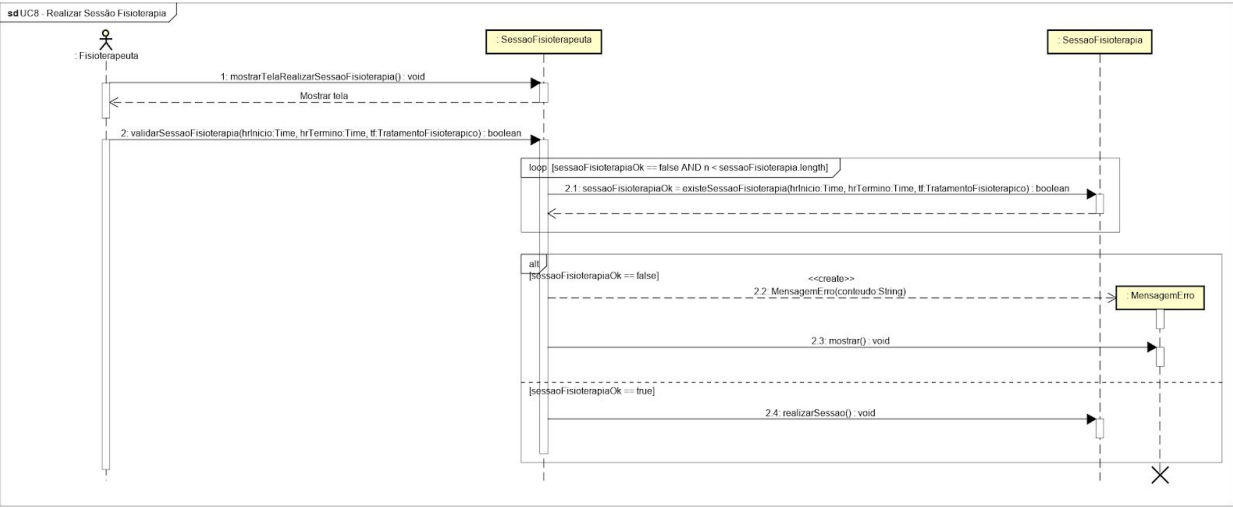 sd UC8 - Realizar Sessão Fisioterapia
: Fisioterapeuta
: SessaoFisioterapeuta
: SessaoFisioterapia
1: mostrarTelaRealizarSessaoFisioterapia() : void
Mostrar tela
2: validarSessaoFisioterapia(hrInicio:Time, hrTermino:Time, tf:TratamentoFisioterapico) : boolean
loop [sessaoFisioterapiaOk == false AND n < sessaoFisioterapia.length]
2.1: sessaoFisioterapiaOk = existeSessaoFisioterapia(hrInicio:Time, hrTermino:Time, tf:TratamentoFisioterapico) : boolean
alt
[sessaoFisioterapiaOk == false]
<<create>>
2.2: MensagemErro(conteudo:String)
: MensagemErro
2.3: mostrar() : void
[sessaoFisioterapiaOk == true]
2.4: realizarSessao() : void